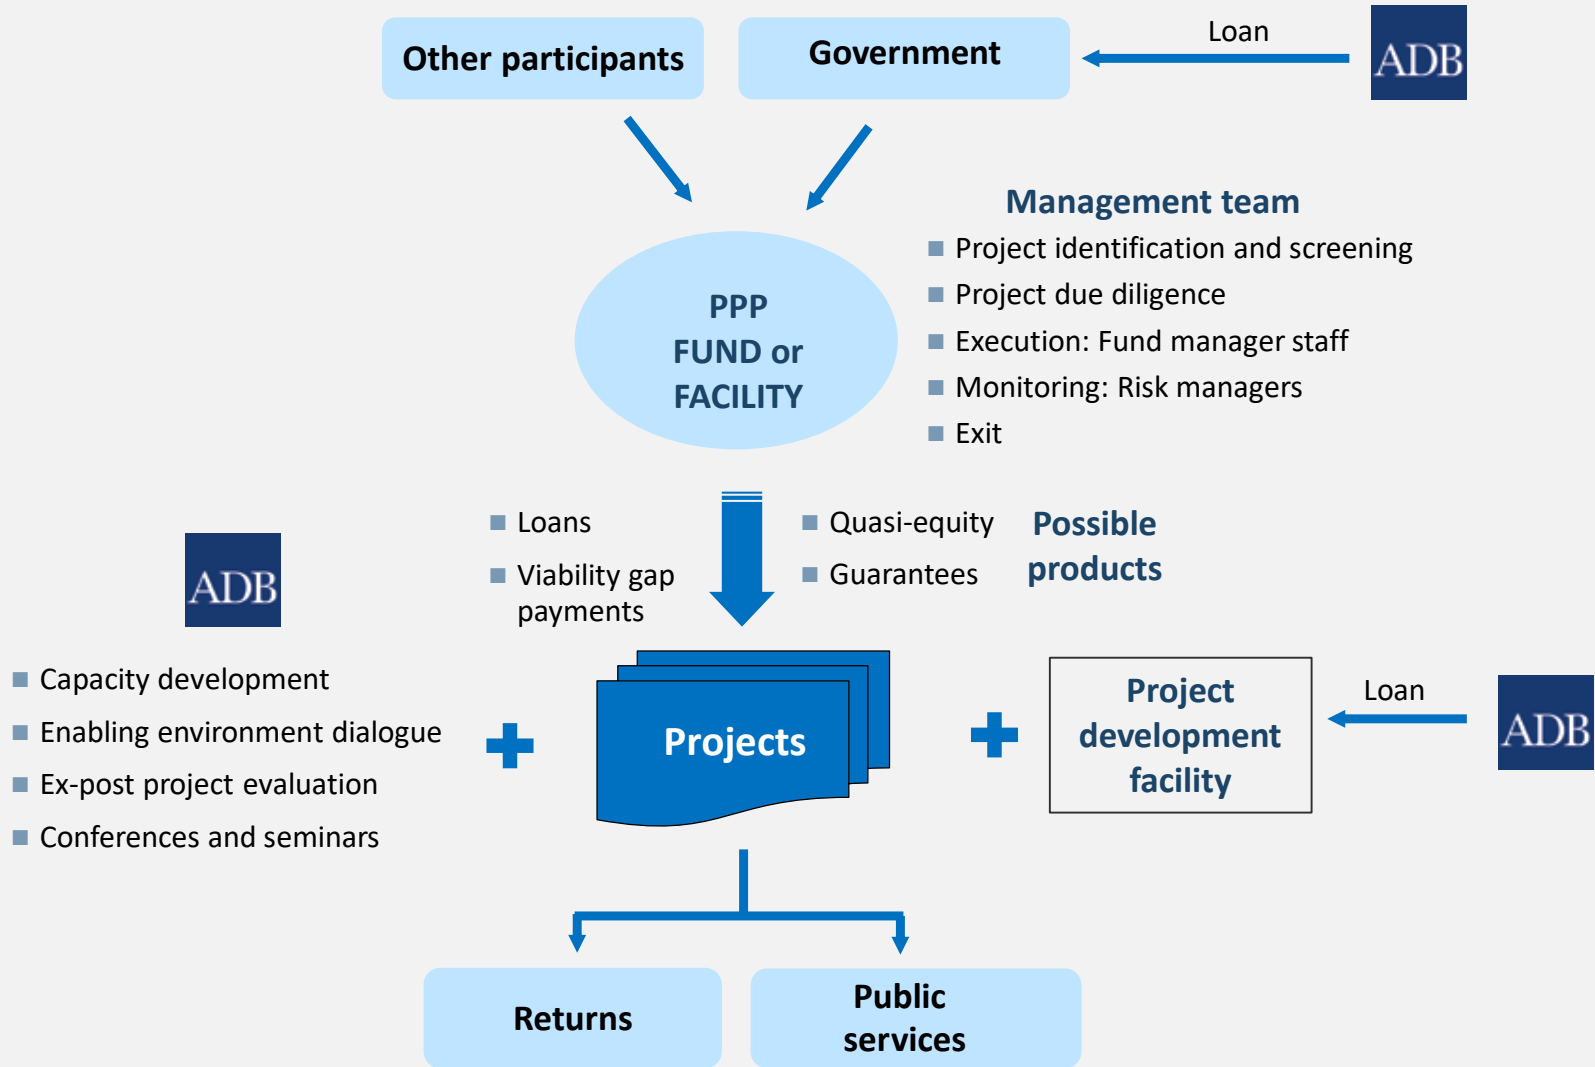 Other participants
Government
Loan
ADB
Management team
Project identification and screening
Project due diligence
Execution: Fund manager staff
Monitoring: Risk managers
Exit
PPP
FUND or
FACILITY
Loans
Viability gap
payments
Quasi-equity
Guarantees
Possible
products
ADB
Capacity development
Enabling environment dialogue
Ex-post project evaluation
Conferences and seminars
Projects
Project
development
facility
Loan
ADB
Returns
Public
services